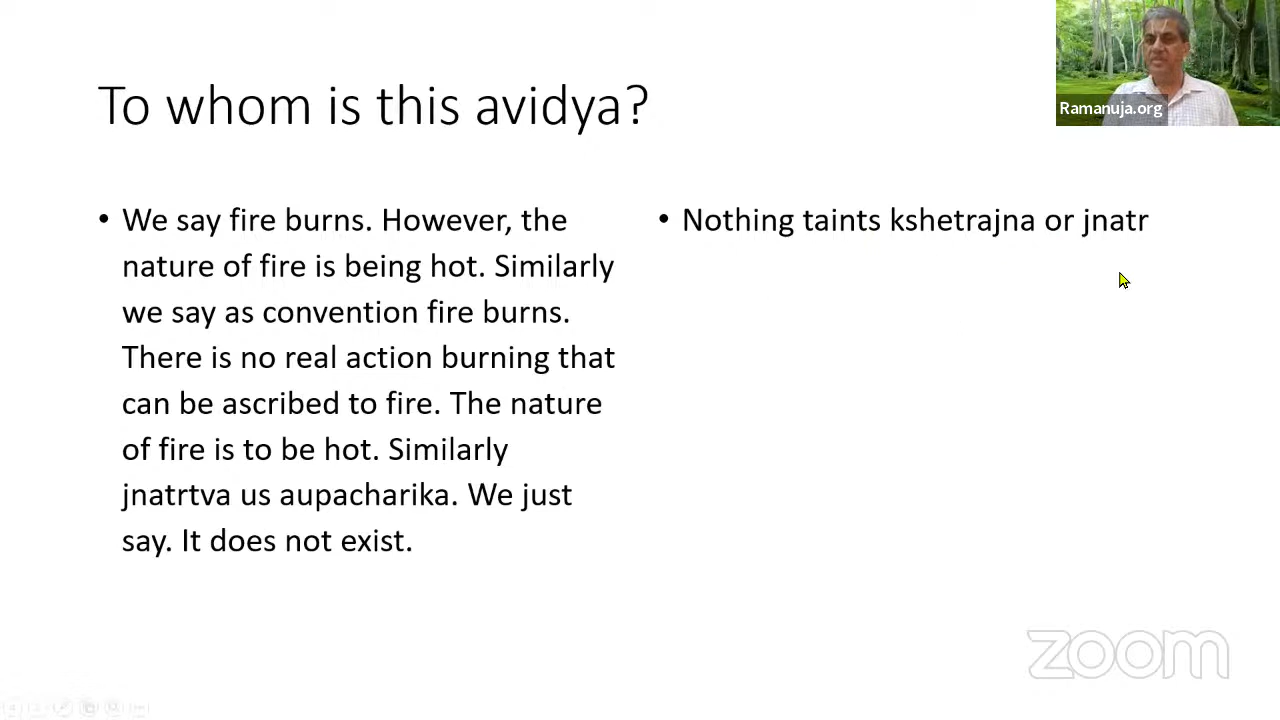 Ramanuja.org
To whom is this avidya?
• We say fire burns. However, the
nature of fire is being hot. Similarly
we say as convention fire burns.
There is no real action burning that
can be ascribed to fire. The nature
of fire is to be hot. Similarly
jnatrtva us aupacharika. We just
say. It does not exist.
• Nothing taints kshetrajna or jnatr
zoom